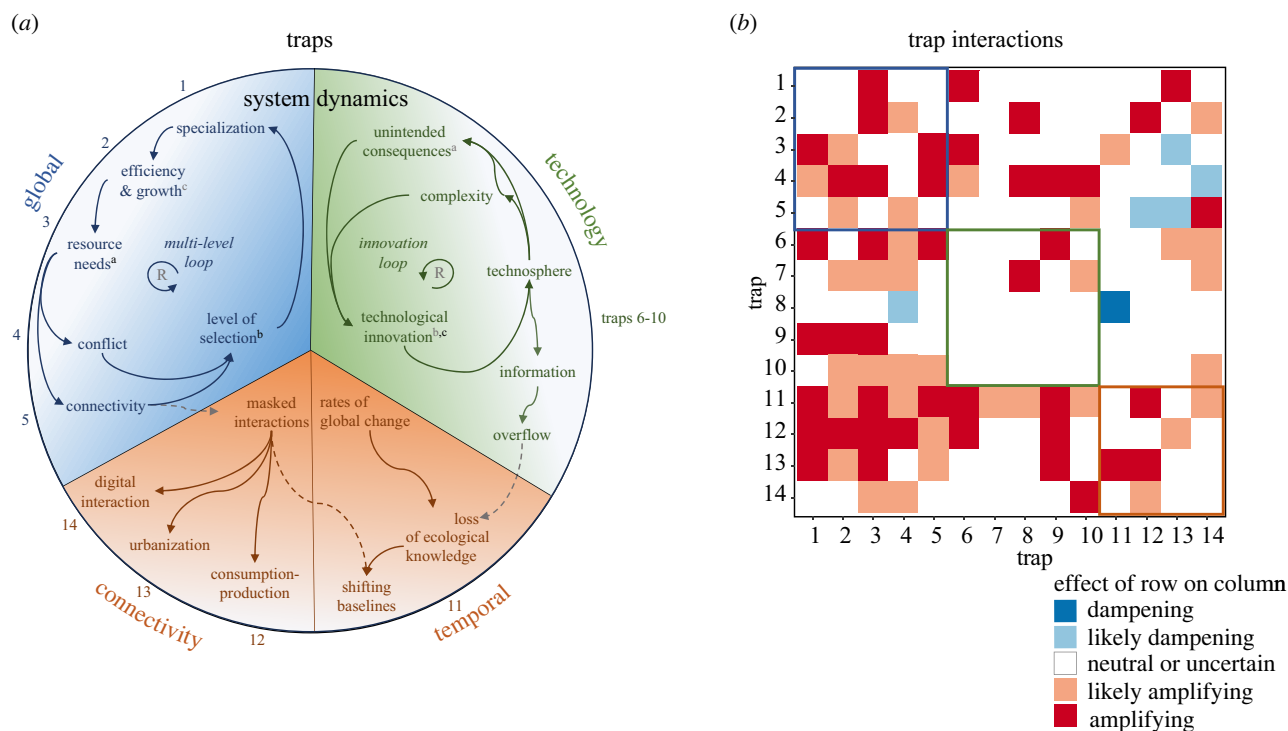 (a)
traps
system dynamics
global
technology
connectivity
temporal
1
2
3
4
5
specialization
efficiency
& growthc
resource
needsa
multi-level
loop
R
conflict
level of
selectionb
connectivity
unintended
consequencesa
complexity
innovation
loop
R
technosphere
technological
innovationb,c
traps 6-10
information
overflow
masked
interactions
rates of
global change
digital
interaction
14
urbanization
13
consumption-
production
12
loss
of ecological
knowledge
shifting
baselines
11
(b)
trap interactions
trap
1
2
3
4
5
6
7
8
9
10
11
12
13
14
1 2 3 4 5 6 7 8 9 10 11 12 13 14
trap
effect of row on column
dampening
likely dampening
neutral or uncertain
likely amplifying
amplifying